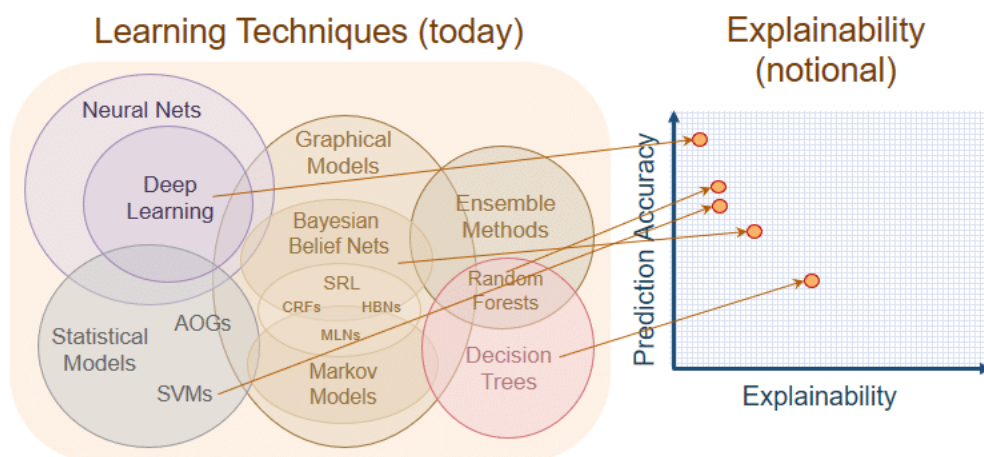 Learning Techniques (today)
Explainability
(notional)
Neural Nets
Deep
Learning
Graphical
Models
Bayesian
Belief Nets
SRL
CRFs
HBNs
MLNs
Markov
Models
Ensemble
Methods
Random
Forests
Decision
Trees
Statistical
Models
AOGs
SVMs
Prediction Accuracy
Explainability